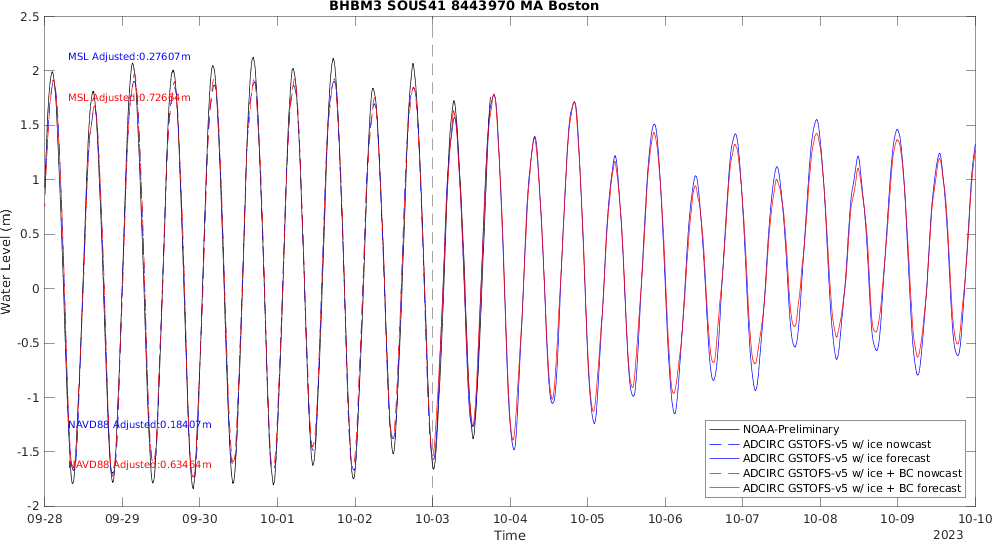 BHBM3 SOUS41 8443970 MA Boston
2.5
2
1.5
1
0.5
0
-0.5
-1
-1.5
-2
Water Level (m)
MSL Adjusted:0.27607m
MSL Adjusted:0.72664m
NAVD88 Adjusted:0.18407m
NAVD88 Adjusted:0.63464m
NOAA-Preliminary
ADCIRC GSTOFS-v5 w/ ice nowcast
ADCIRC GSTOFS-v5 w/ ice forecast
ADCIRC GSTOFS-v5 w/ ice + BC nowcast
ADCIRC GSTOFS-v5 w/ ice + BC forecast
09-28 09-29 09-30 10-01 10-02 10-03 10-04 10-05 10-06 10-07 10-08 10-09 10-10
Time
2023